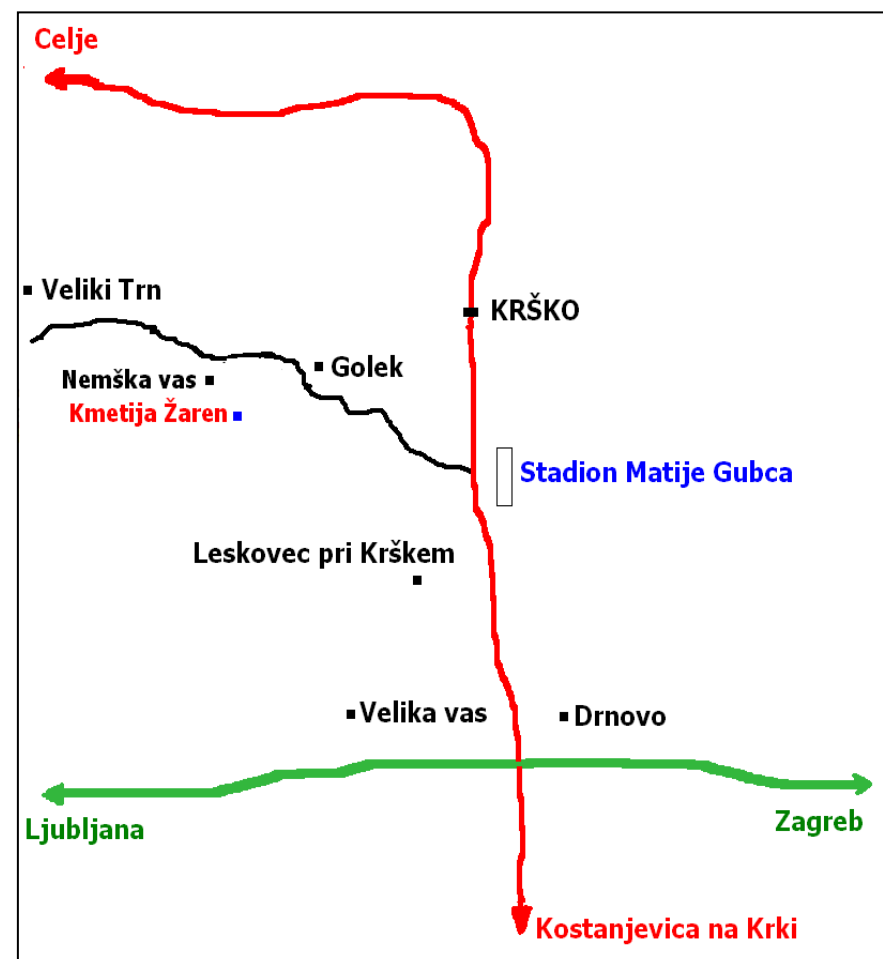 Celje
Veliki Trn
KRŠKO
Golek
Nemška vas
Kmetija Žaren
Stadion Matije Gubca
Leskovec pri Krškem
Velika vas
Drnovo
Ljubljana
Zagreb
Kostanjevica na Krki